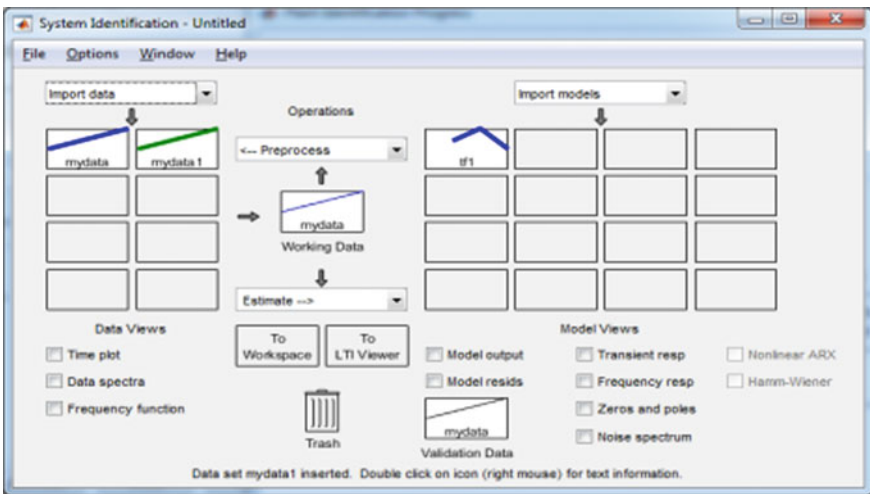 System Identification - Untitled
File Options Window Help
Import data
Operations
Import models
mydata
mydata1
<-- Preprocess
tf1
mydata
Working Data
Estimate -->
Data Views
To Workspace
To LTI Viewer
Model Views
Time plot
Data spectra
Frequency function
Model output
Model resids
Transient resp
Frequency resp
Zeros and poles
Noise spectrum
Nonlinear ARX
Hamm-Wiener
Trash
mydata
Validation Data
Data set mydata1 inserted. Double click on icon (right mouse) for text information.